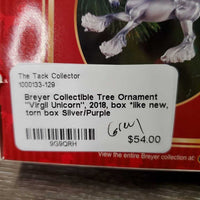 The Tack Collector
1000133-129
Breyer Collectible Tree Ornament
"Virgil Unicorn", 2018, box *like new,
torn box Silver/Purple
Gray
9G9QRH
$54.00
View the entire Breyer collection at